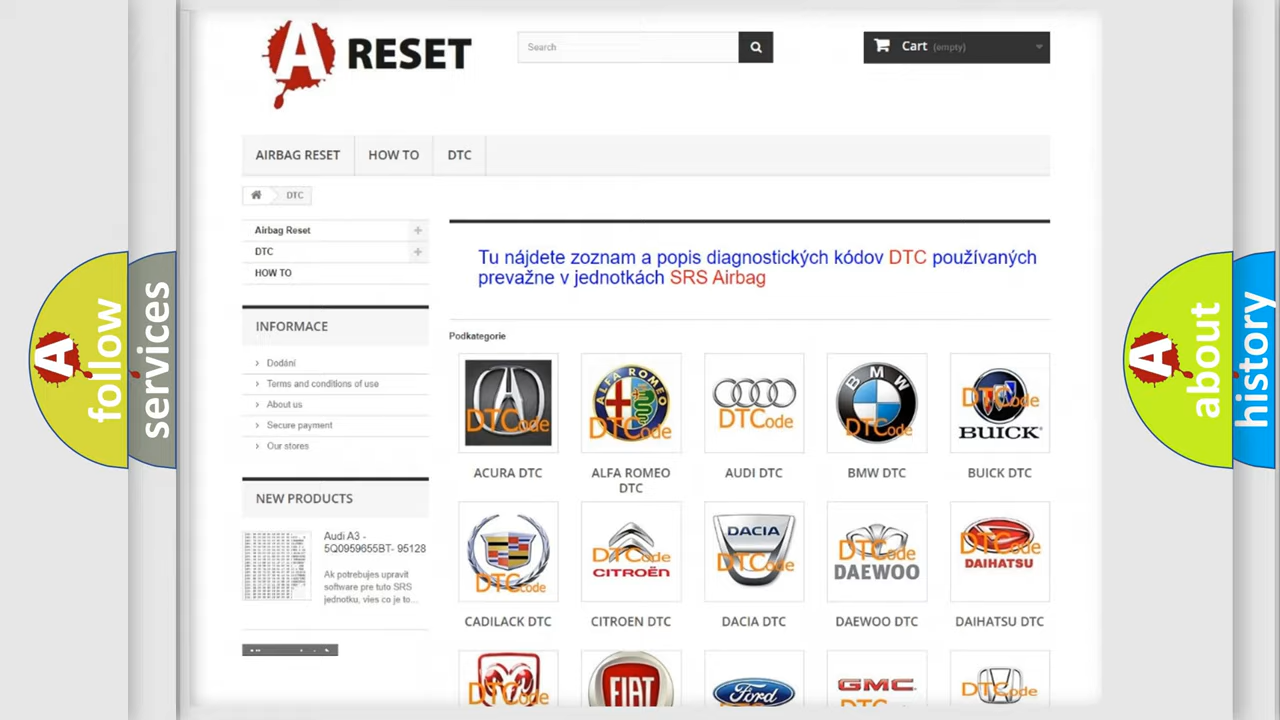 A RESET
Search
Cart (empty)
AIRBAG RESET
HOW TO
DTC
DTC
Airbag Reset
DTC
HOW TO
INFORMACE
Dodání
Terms and conditions of use
About us
Secure payment
Our stores
NEW PRODUCTS
Audi A3 -
5Q0959655BT- 95128
Ak potrebujes upravit
software pre tuto SRS
jednotku, vies co je to...
Tu nájdete zoznam a popis diagnostických kódov DTC používaných
prevažne v jednotkách SRS Airbag
Podkategorie
DTCode
ALFA ROMEO
DTCode
DTCode
BMW
DTCode
DTCode
BUICK
ACURA DTC
ALFA ROMEO
DTC
AUDI DTC
BMW DTC
BUICK DTC
DTCode
DTCode
CITROËN
DACIA
DTCode
DTCode
DAEWOO
DTCode
DAIHATSU
CADILACK DTC
CITROEN DTC
DACIA DTC
DAEWOO DTC
DAIHATSU DTC
DTCode
FIAT
Ford
GMC
DTCode
A follow
services
A about
history